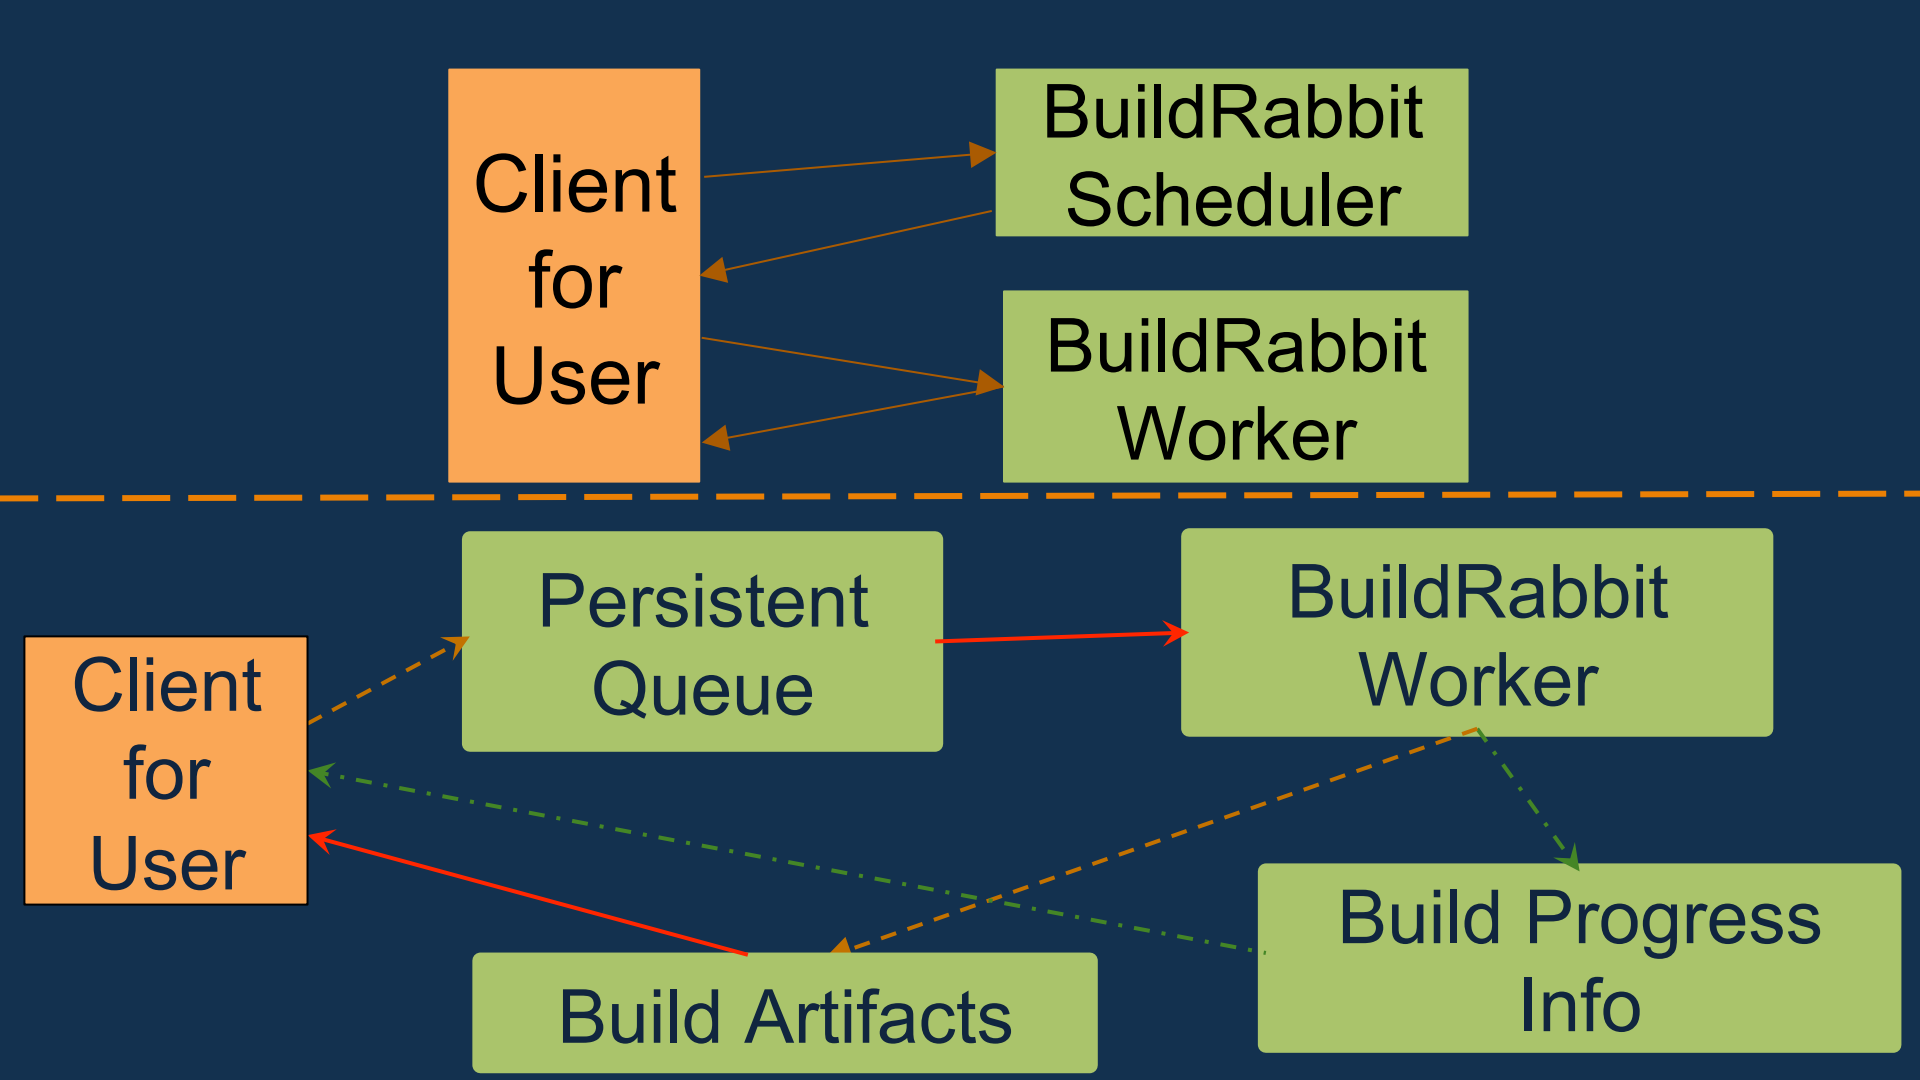 Client
for
User
BuildRabbit
Scheduler
BuildRabbit
Worker
Persistent
Queue
BuildRabbit
Worker
Client
for
User
Build Artifacts
Build Progress
Info